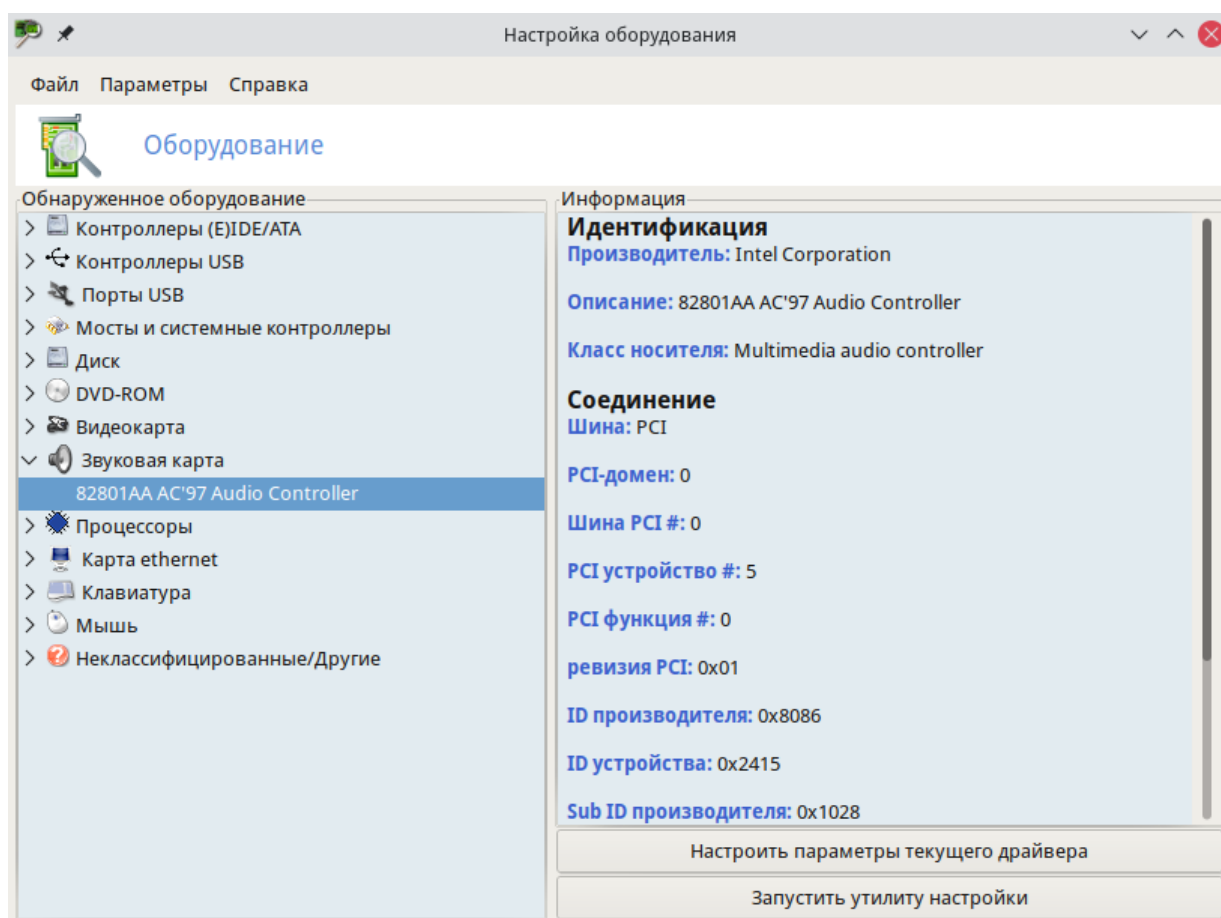 Настройка оборудования
Файл Параметры Справка
Оборудование
Обнаруженное оборудование
Контроллеры (E)IDE/ATA
Контроллеры USB
Порты USB
Мосты и системные контроллеры
Диск
DVD-ROM
Видеокарта
Звуковая карта
82801AA AC'97 Audio Controller
Процессоры
Карта ethernet
Клавиатура
Мышь
Неклассифицированные/Другие
Информация
Идентификация
Производитель: Intel Corporation
Описание: 82801AA AC'97 Audio Controller
Класс носителя: Multimedia audio controller
Соединение
Шина: PCI
PCI-домен: 0
Шина PCI #: 0
PCI устройство #: 5
PCI функция #: 0
ревизия PCI: 0x01
ID производителя: 0x8086
ID устройства: 0x2415
Sub ID производителя: 0x1028
Настроить параметры текущего драйвера
Запустить утилиту настройки